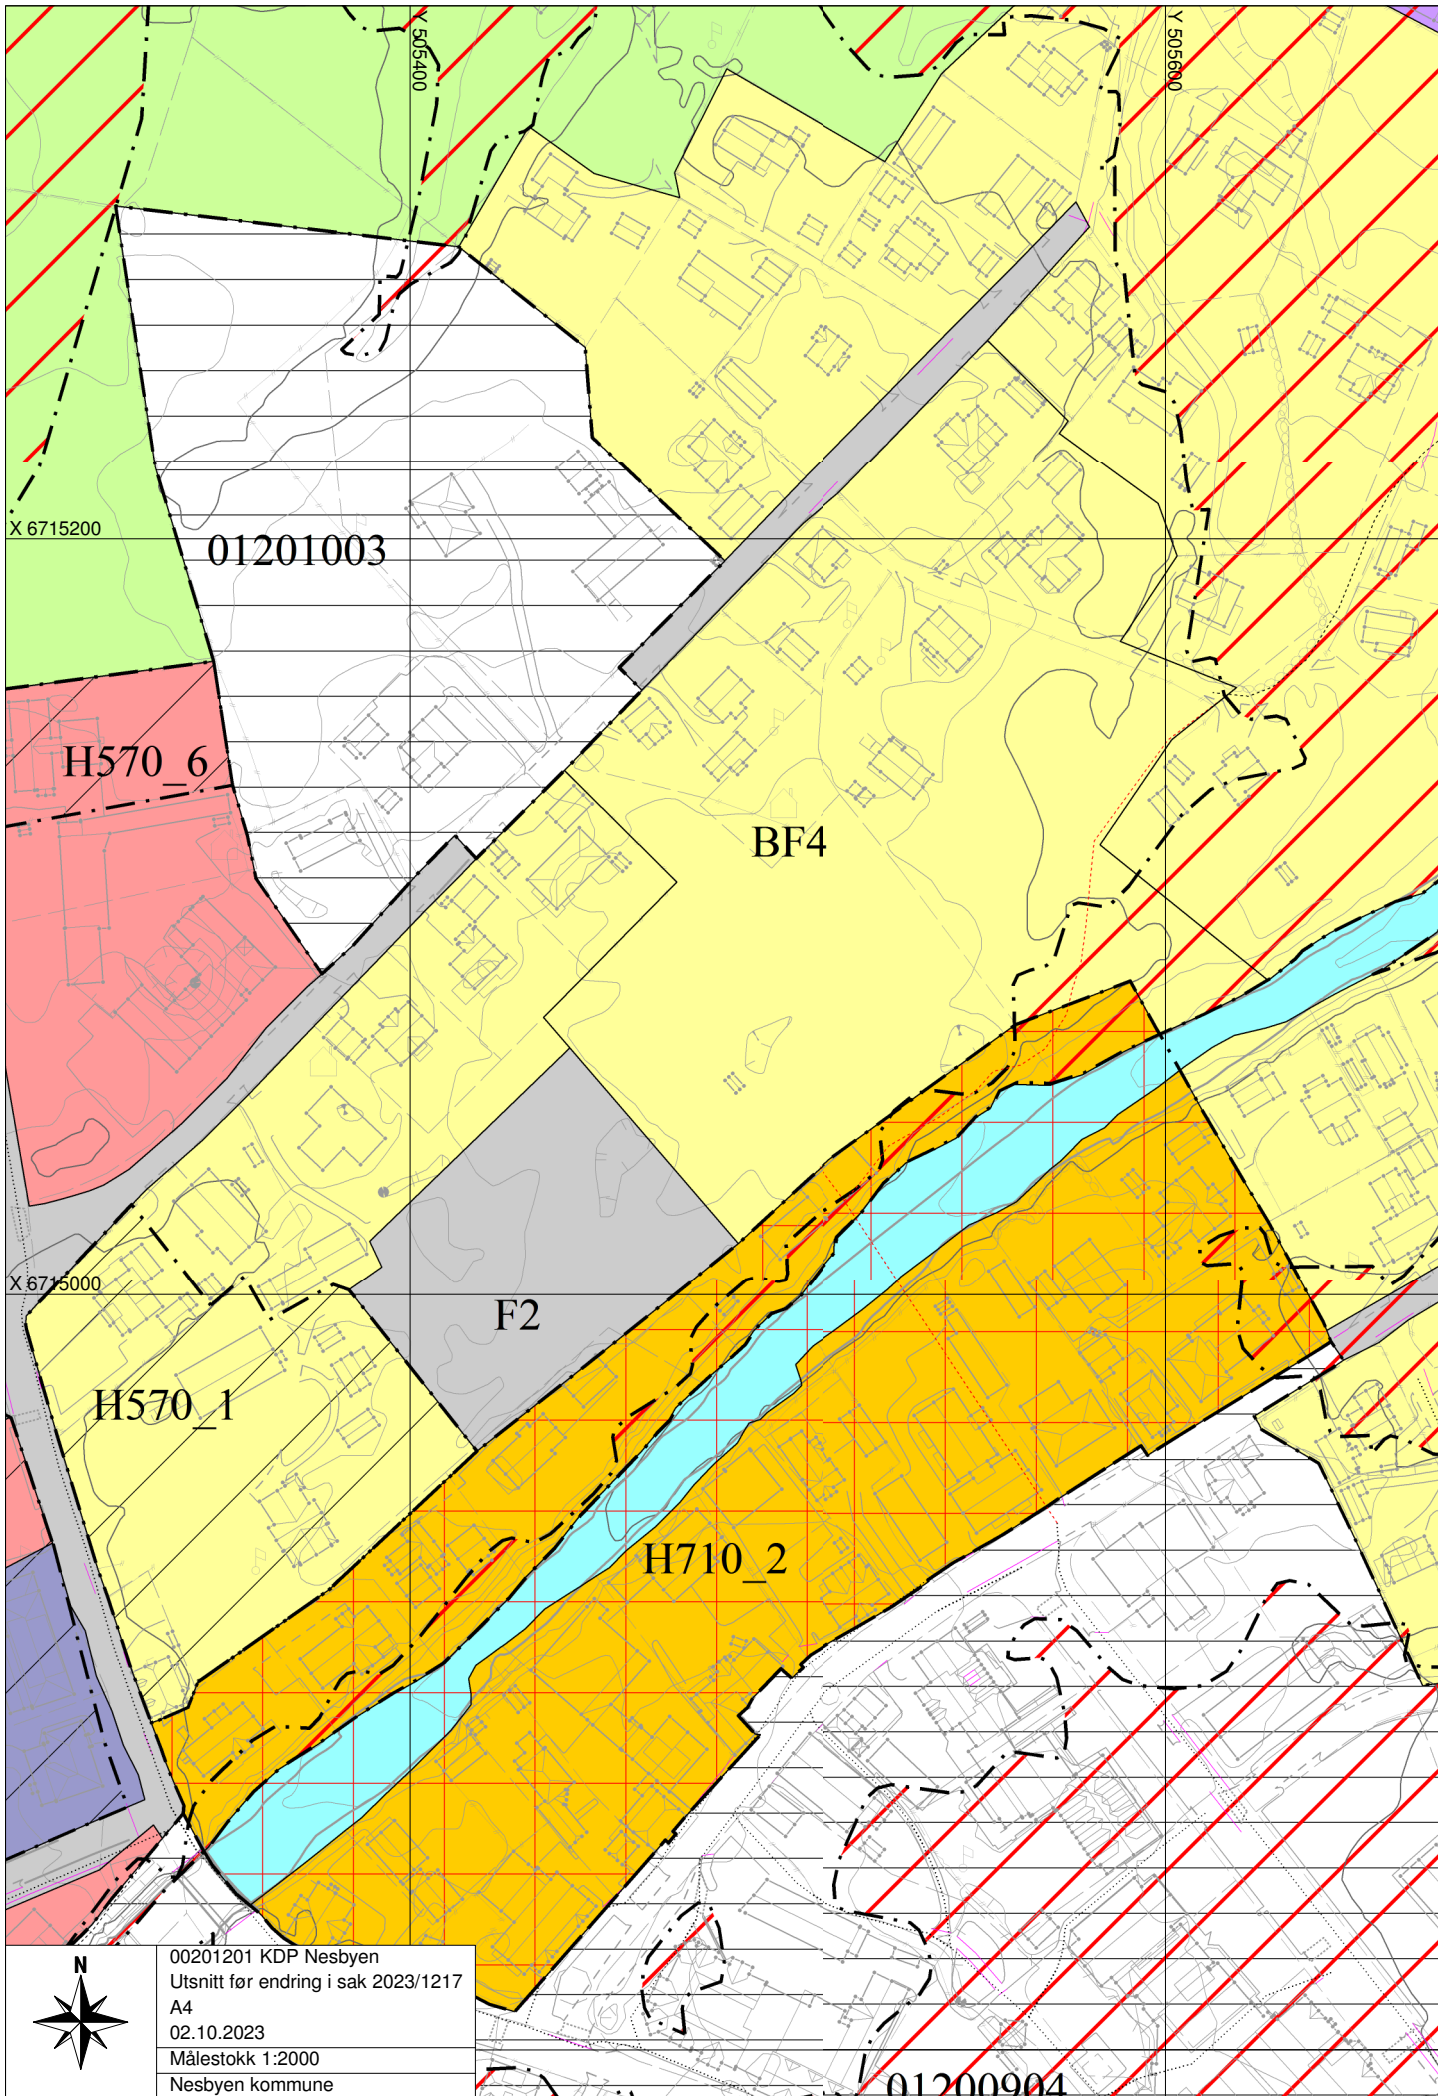 Y 505400
Y 505600
X 6715200
01201003
H570_6
BF4
X 6715000
F2
H570_1
H710_2
01200904
N
00201201 KDP Nesbyen
Utsnitt før endring i sak 2023/1217
A4
02.10.2023
Målestokk 1:2000
Nesbyen kommune